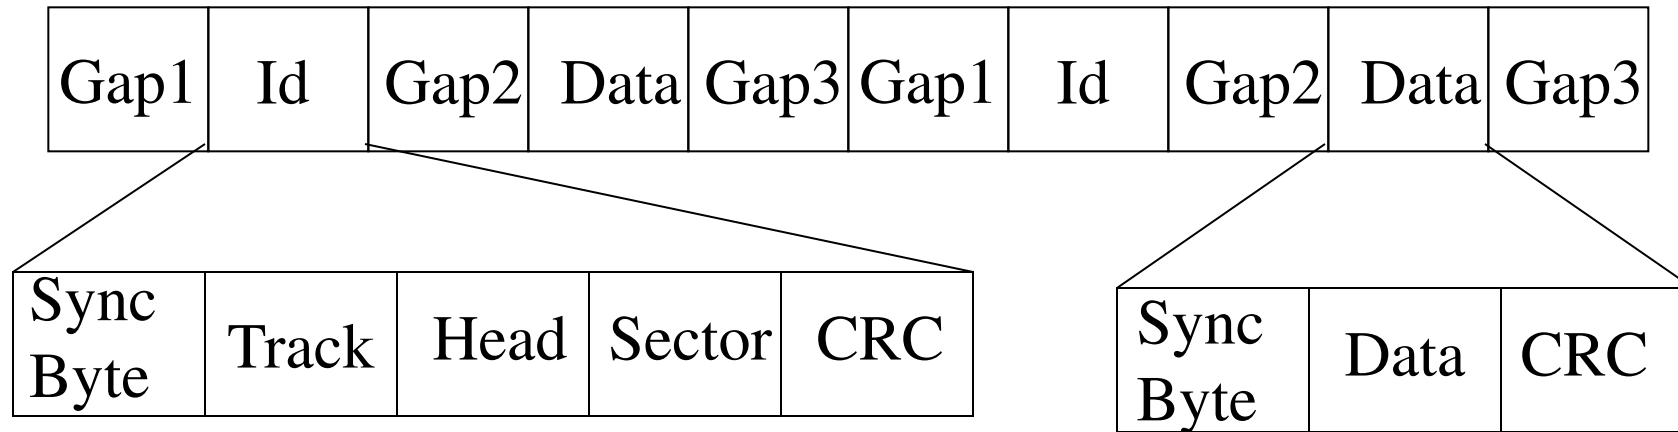 Gap1 Id Gap2 Data Gap3 Gap1 Id Gap2 Data Gap3
Sync
Byte
Track
Head
Sector
CRC
Sync
Byte
Data
CRC